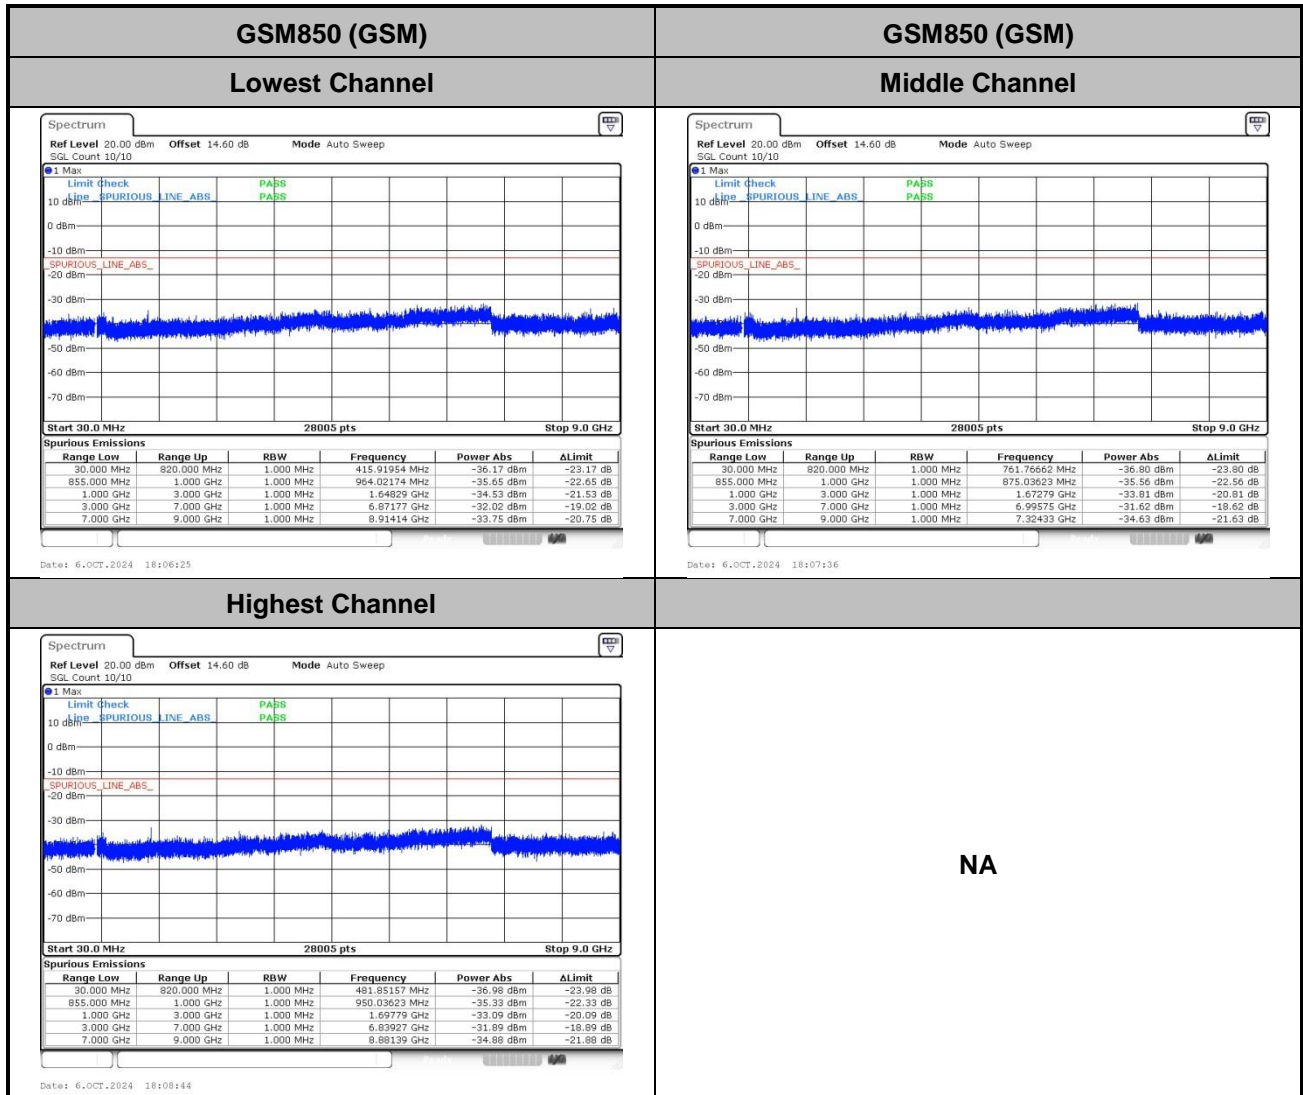 GSM850 (GSM)
GSM850 (GSM)
Lowest Channel
Middle Channel
Spectrum
Ref Level 20.00 dBm Offset 14.60 dB Mode Auto Sweep
SGL Count 10/10
1 Max
Limit Check PASS
Line _SPURIOUS_LINE_ABS_ PASS
10 dBm
0 dBm
-10 dBm
_SPURIOUS_LINE_ABS_
-20 dBm
-30 dBm
-50 dBm
-60 dBm
-70 dBm
Start 30.0 MHz 28005 pts Stop 9.0 GHz
Spurious Emissions
Range Low Range Up RBW Frequency Power Abs ΔLimit
30.000 MHz 820.000 MHz 1.000 MHz 415.91954 MHz -36.17 dBm -23.17 dB
855.000 MHz 1.000 GHz 1.000 MHz 964.02174 MHz -35.65 dBm -22.65 dB
1.000 GHz 3.000 GHz 1.000 MHz 1.64829 GHz -34.53 dBm -21.53 dB
3.000 GHz 7.000 GHz 1.000 MHz 6.87177 GHz -32.02 dBm -19.02 dB
7.000 GHz 9.000 GHz 1.000 MHz 8.91414 GHz -33.75 dBm -20.75 dB
Date: 6.OCT.2024 18:06:25
Spectrum
Ref Level 20.00 dBm Offset 14.60 dB Mode Auto Sweep
SGL Count 10/10
1 Max
Limit Check PASS
Line _SPURIOUS_LINE_ABS_ PASS
10 dBm
0 dBm
-10 dBm
_SPURIOUS_LINE_ABS_
-20 dBm
-30 dBm
-50 dBm
-60 dBm
-70 dBm
Start 30.0 MHz 28005 pts Stop 9.0 GHz
Spurious Emissions
Range Low Range Up RBW Frequency Power Abs ΔLimit
30.000 MHz 820.000 MHz 1.000 MHz 761.76662 MHz -36.80 dBm -23.80 dB
855.000 MHz 1.000 GHz 1.000 MHz 875.03623 MHz -35.56 dBm -22.56 dB
1.000 GHz 3.000 GHz 1.000 MHz 1.67279 GHz -33.81 dBm -20.81 dB
3.000 GHz 7.000 GHz 1.000 MHz 6.99575 GHz -31.62 dBm -18.62 dB
7.000 GHz 9.000 GHz 1.000 MHz 7.32433 GHz -34.63 dBm -21.63 dB
Date: 6.OCT.2024 18:07:36
Highest Channel
Spectrum
Ref Level 20.00 dBm Offset 14.60 dB Mode Auto Sweep
SGL Count 10/10
1 Max
Limit Check PASS
Line _SPURIOUS_LINE_ABS_ PASS
10 dBm
0 dBm
-10 dBm
_SPURIOUS_LINE_ABS_
-20 dBm
-30 dBm
-50 dBm
-60 dBm
-70 dBm
Start 30.0 MHz 28005 pts Stop 9.0 GHz
Spurious Emissions
Range Low Range Up RBW Frequency Power Abs ΔLimit
30.000 MHz 820.000 MHz 1.000 MHz 481.85157 MHz -36.98 dBm -23.98 dB
855.000 MHz 1.000 GHz 1.000 MHz 950.03623 MHz -35.33 dBm -22.33 dB
1.000 GHz 3.000 GHz 1.000 MHz 1.69779 GHz -33.09 dBm -20.09 dB
3.000 GHz 7.000 GHz 1.000 MHz 6.83927 GHz -31.89 dBm -18.89 dB
7.000 GHz 9.000 GHz 1.000 MHz 8.88139 GHz -34.88 dBm -21.88 dB
Date: 6.OCT.2024 18:08:44
NA